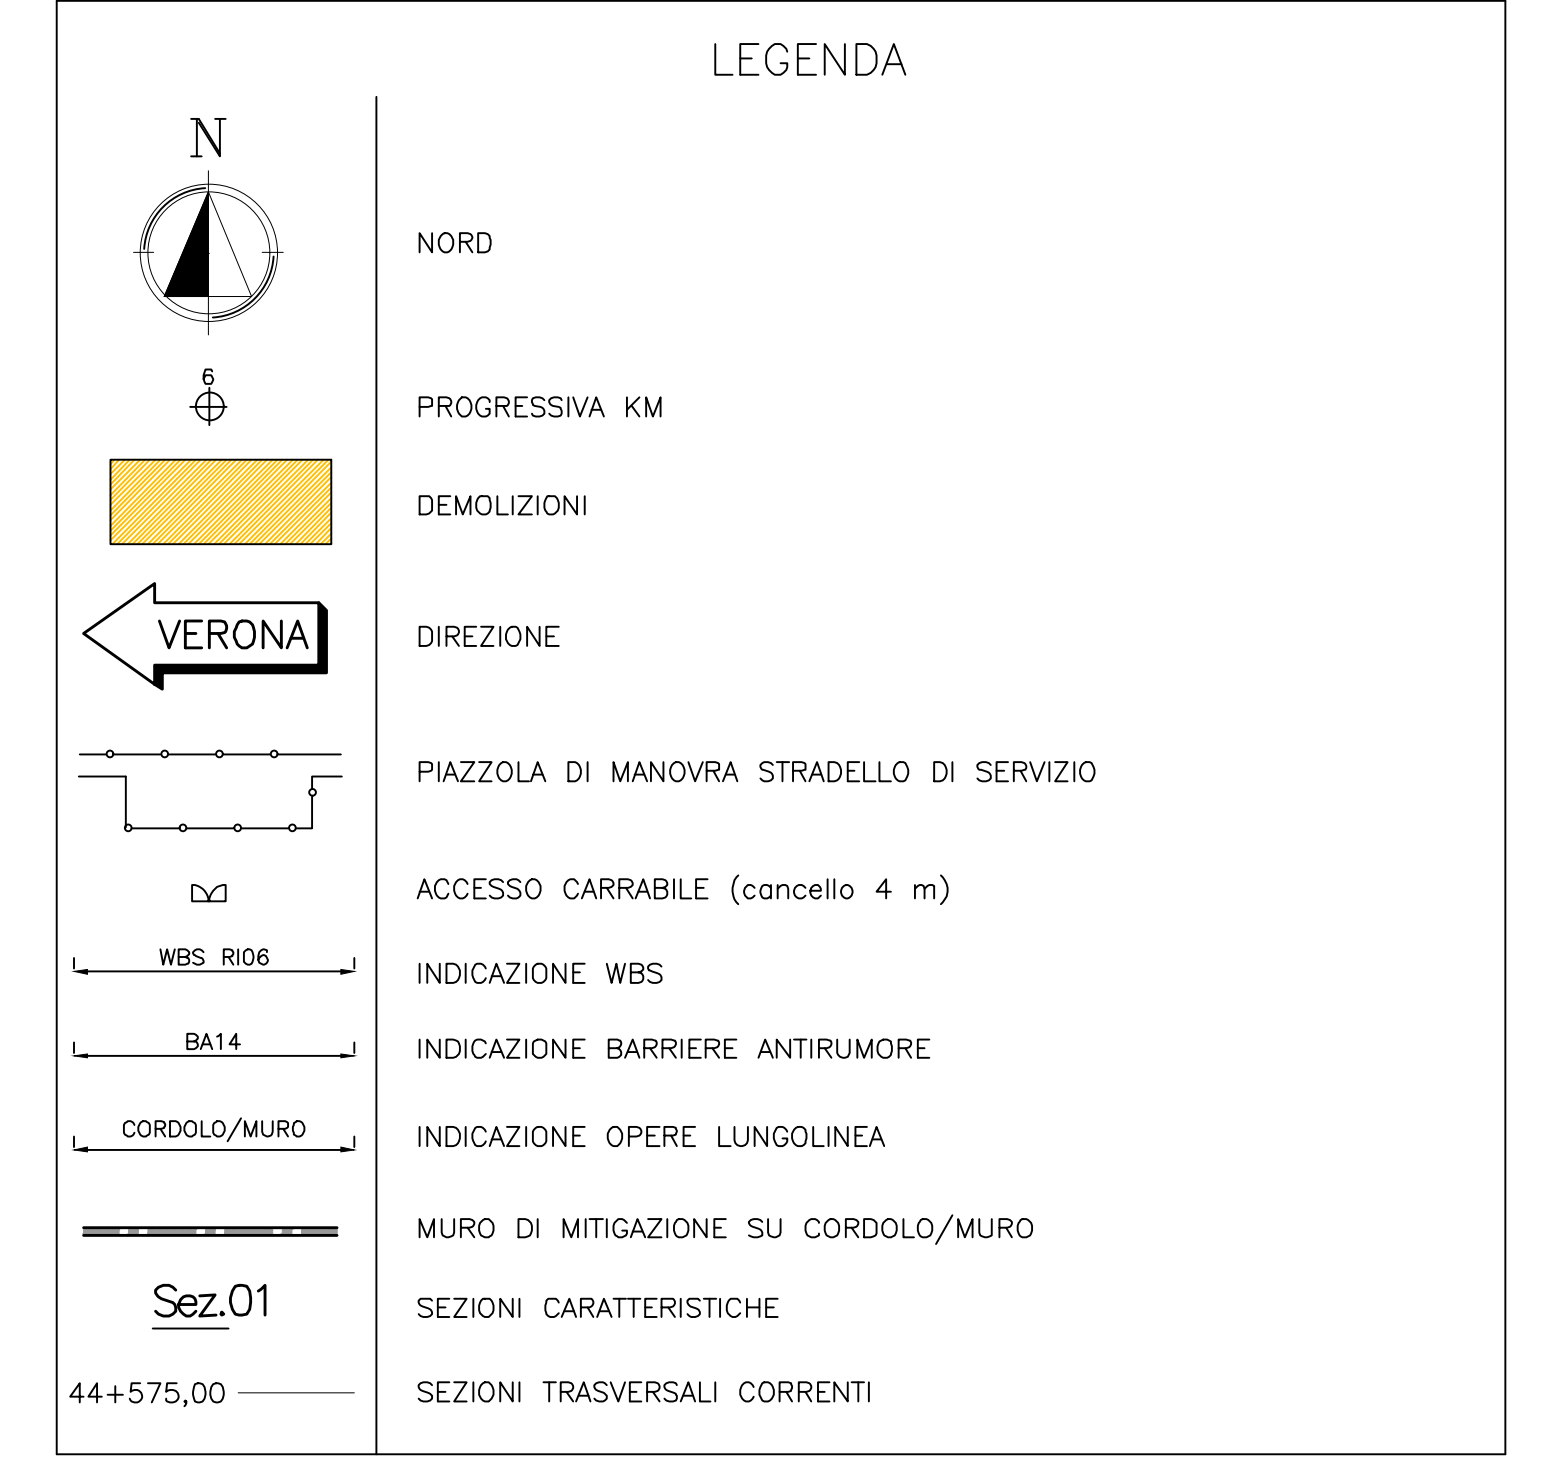 LEGENDA
N
NORD
6
PROGRESSIVA KM
DEMOLIZIONI
VERONA
DIREZIONE
PIAZZOLA DI MANOVRA STRADELLO DI SERVIZIO
ACCESSO CARRABILE (cancello 4 m)
WBS RI06
INDICAZIONE WBS
BA14
INDICAZIONE BARRIERE ANTIRUMORE
CORDOLO/MURO
INDICAZIONE OPERE LUNGOLINEA
MURO DI MITIGAZIONE SU CORDOLO/MURO
Sez.01
SEZIONI CARATTERISTICHE
44+575,00
SEZIONI TRASVERSALI CORRENTI